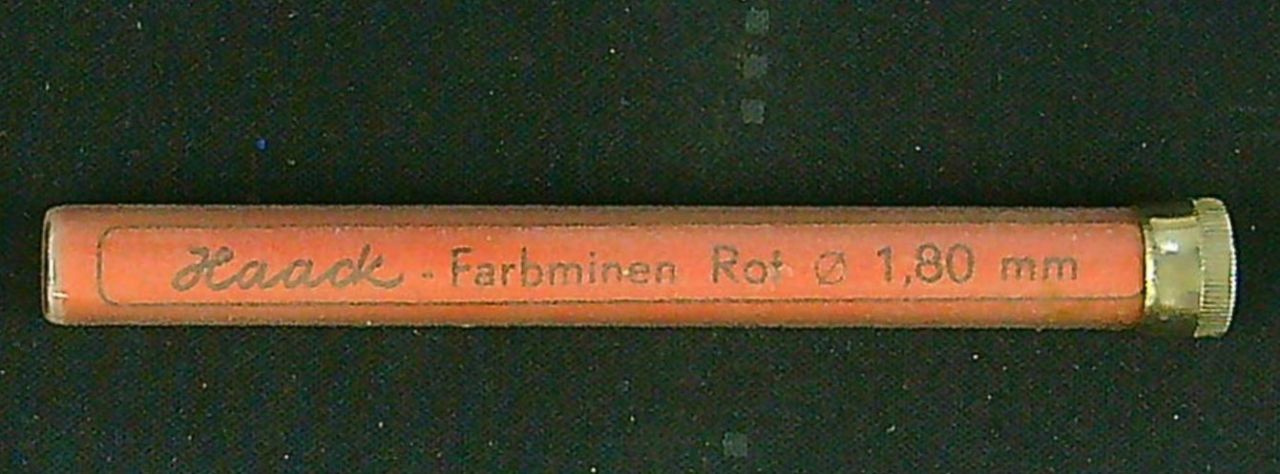 Haack - Farbminen Rot ⌀ 1,80 mm